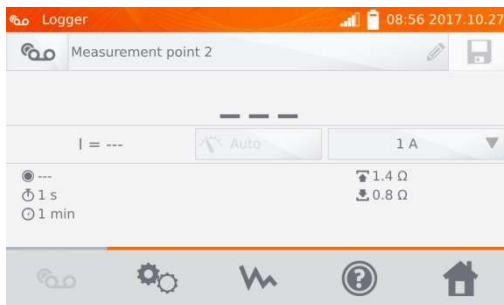 Logger 08:56 2017.10.27
Measurement point 2
---
I = --- Auto 1 A
--- 1.4 Ω
1 s 0.8 Ω
1 min